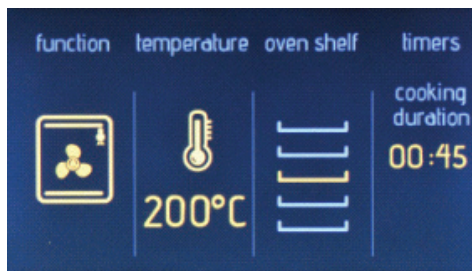 function temperature oven shelf timers
cooking
duration
00:45
200°C